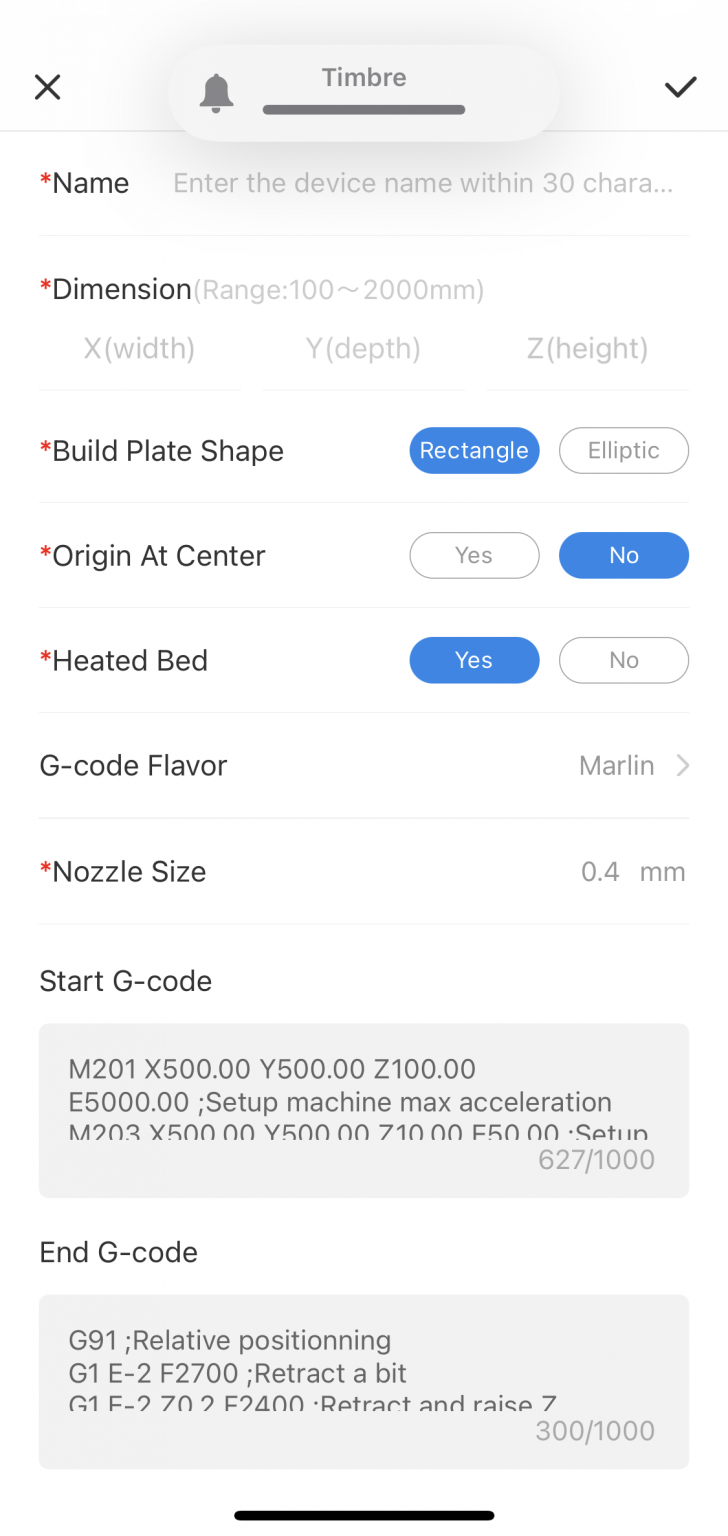 Timbre
*Name Enter the device name within 30 chara...
*Dimension(Range:100～2000mm)
X(width) Y(depth) Z(height)
*Build Plate Shape Rectangle Elliptic
*Origin At Center Yes No
*Heated Bed Yes No
G-code Flavor Marlin
*Nozzle Size 0.4 mm
Start G-code
M201 X500.00 Y500.00 Z100.00
E5000.00 ;Setup machine max acceleration
M203 X500.00 Y500.00 Z10.00 E50.00 ;Setup
627/1000
End G-code
G91 ;Relative positionning
G1 E-2 F2700 ;Retract a bit
G1 E-2 Z0.2 F2400 ;Retract and raise Z
300/1000